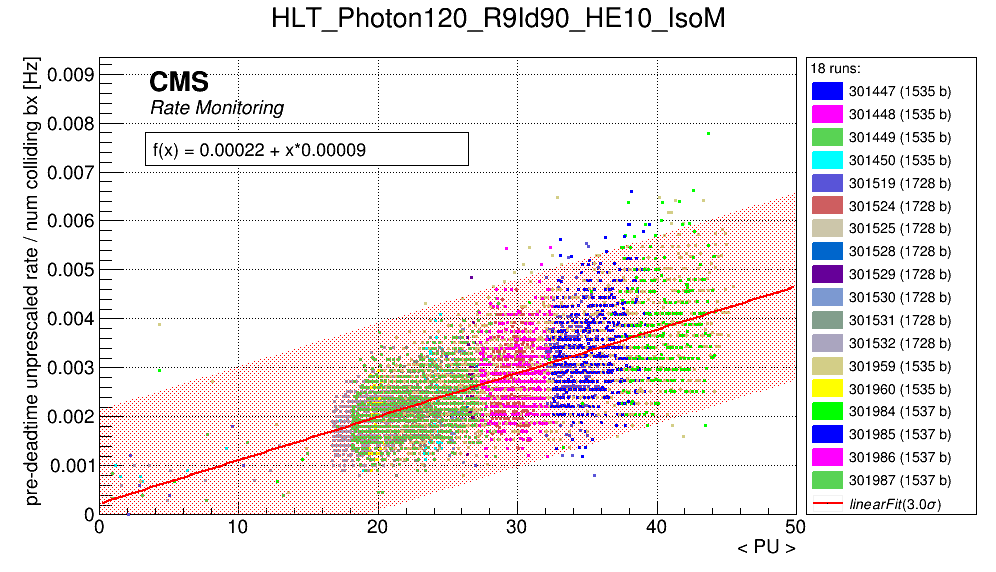 HLT_Photon120_R9Id90_HE10_IsoM
pre-deadtime unprescaled rate / num colliding bx [Hz]
0.009
0.008
0.007
0.006
0.005
0.004
0.003
0.002
0.001
0
CMS
Rate Monitoring
f(x) = 0.00022 + x*0.00009
0 10 20 30 40 50
< PU >
18 runs:
301447 (1535 b)
301448 (1535 b)
301449 (1535 b)
301450 (1535 b)
301519 (1728 b)
301524 (1728 b)
301525 (1728 b)
301528 (1728 b)
301529 (1728 b)
301530 (1728 b)
301531 (1728 b)
301532 (1728 b)
301959 (1535 b)
301960 (1535 b)
301984 (1537 b)
301985 (1537 b)
301986 (1537 b)
301987 (1537 b)
linearFit(3.0σ)